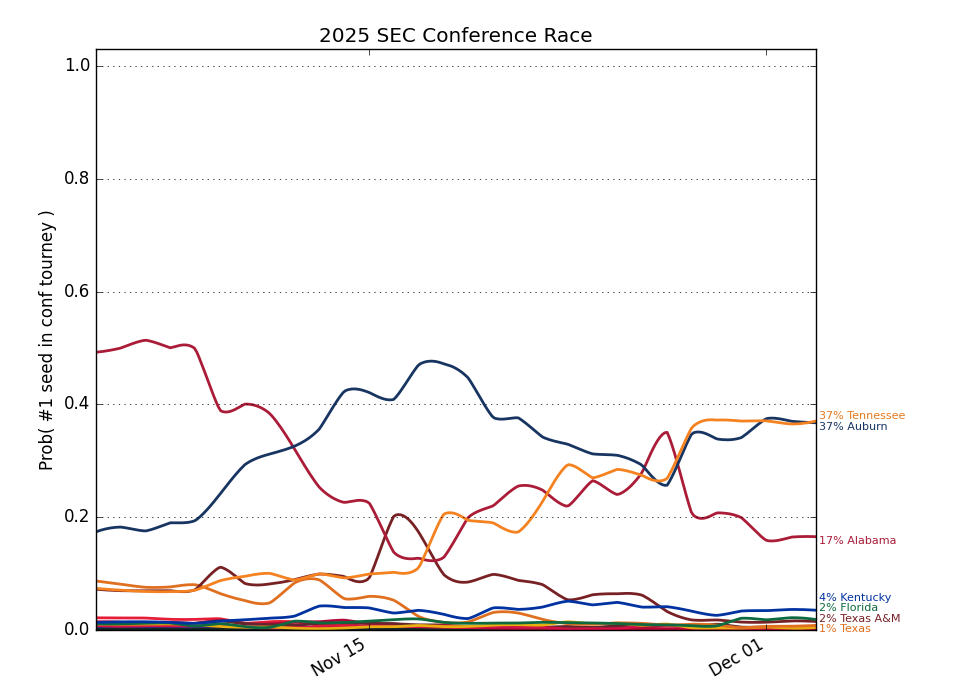 2025 SEC Conference Race
Prob( #1 seed in conf tourney )
1.0
0.8
0.6
0.4
0.2
0.0
Nov 15
Dec 01
37% Tennessee
37% Auburn
17% Alabama
4% Kentucky
2% Florida
2% Texas A&M
1% Texas